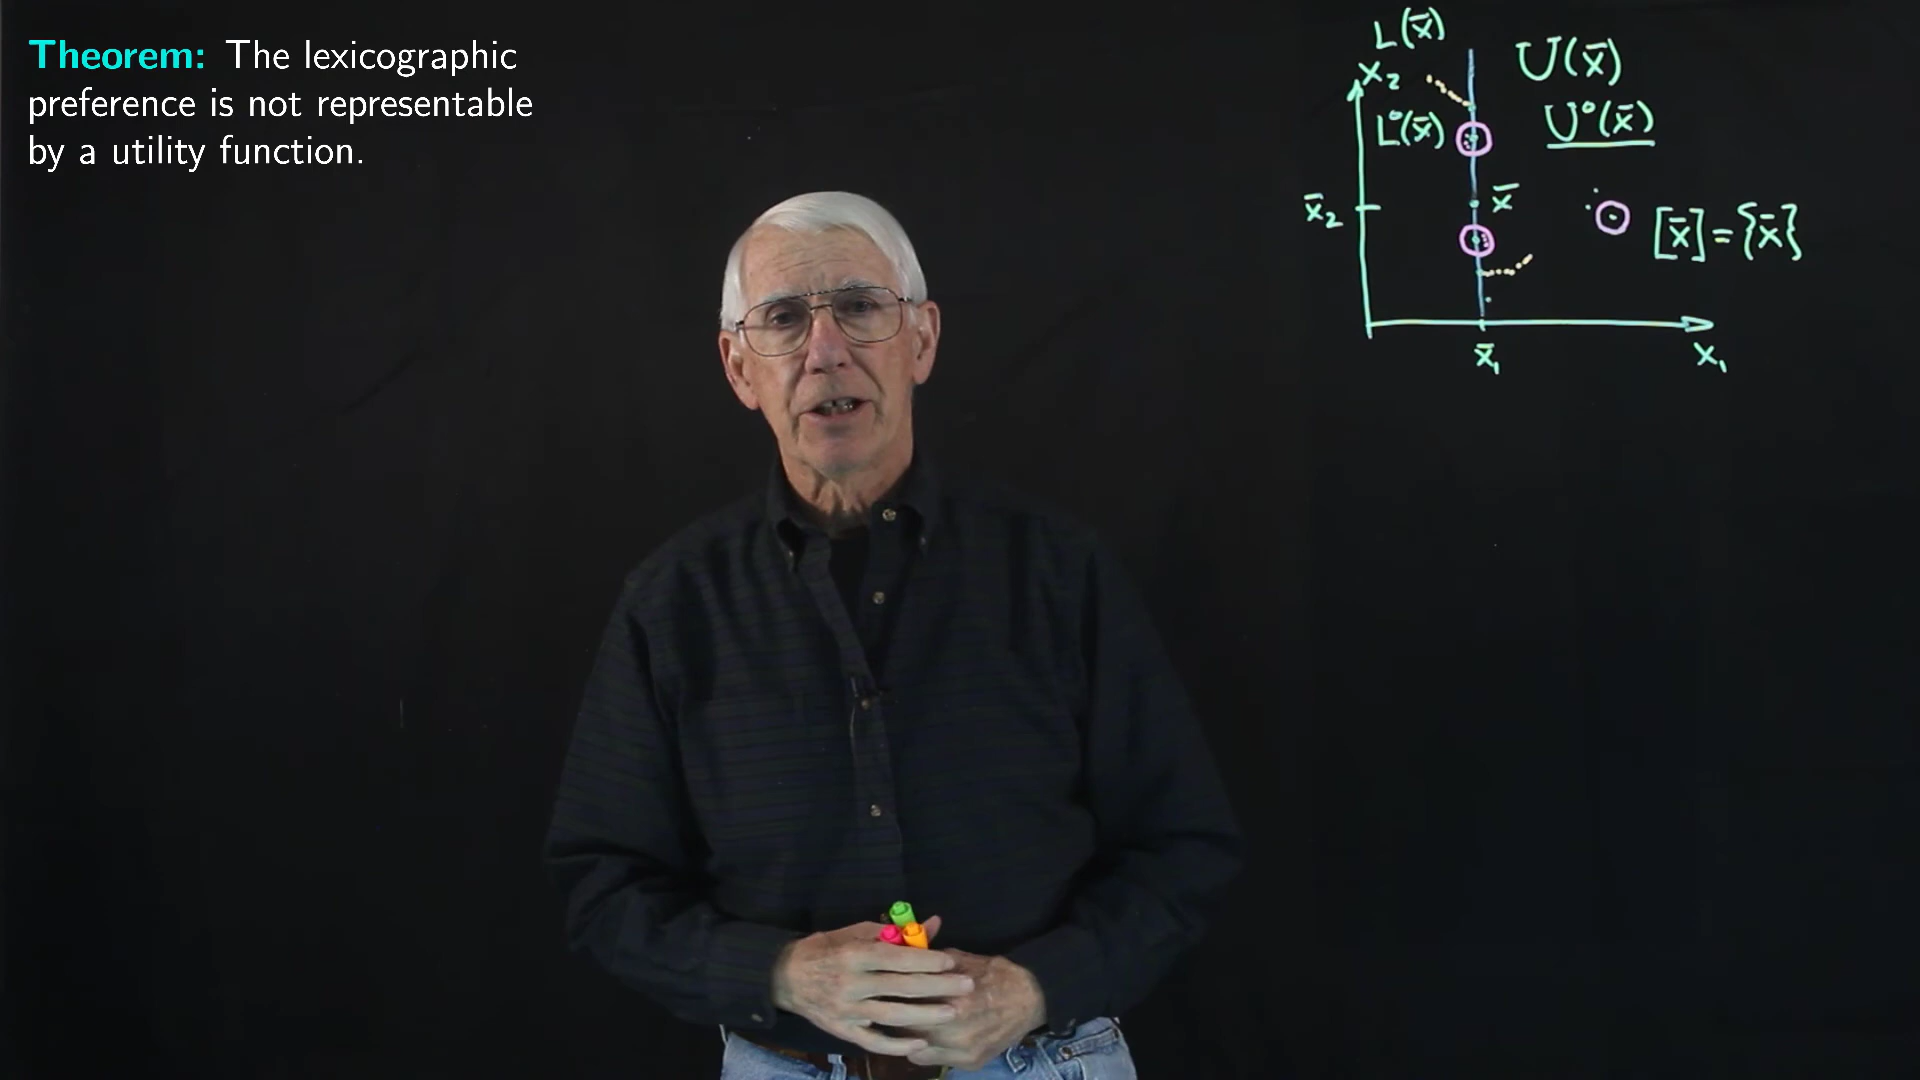 Theorem: The lexicographic
preference is not representable
by a utility function.
L(x̄)
x₂
U(x̄)
L°(x̄)
U°(x̄)
x̄₂
x̄
[x̄] = {x̄}
x̄₁
x₁